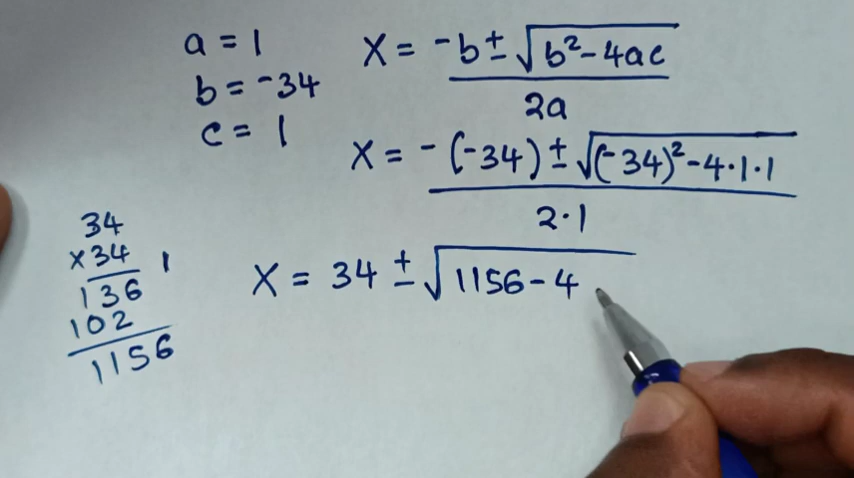 a = 1
b = ⁻34
c = 1
X = ⁻b ± √(b² - 4ac)
2a
X = ⁻(⁻34) ± √((⁻34)² - 4·1·1)
2·1
34
×34 1
136
102
1156
X = 34 ± √(1156 - 4